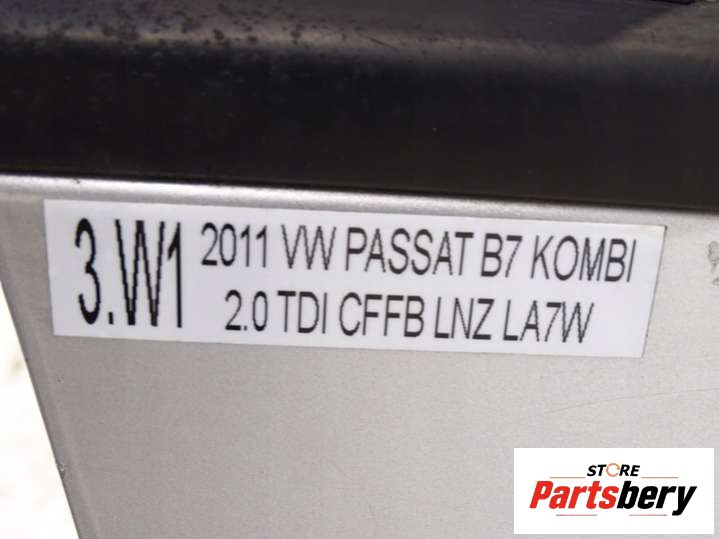 3.W1
2011 VW PASSAT B7 KOMBI
2.0 TDI CFFB LNZ LA7W
STORE
Partsbery